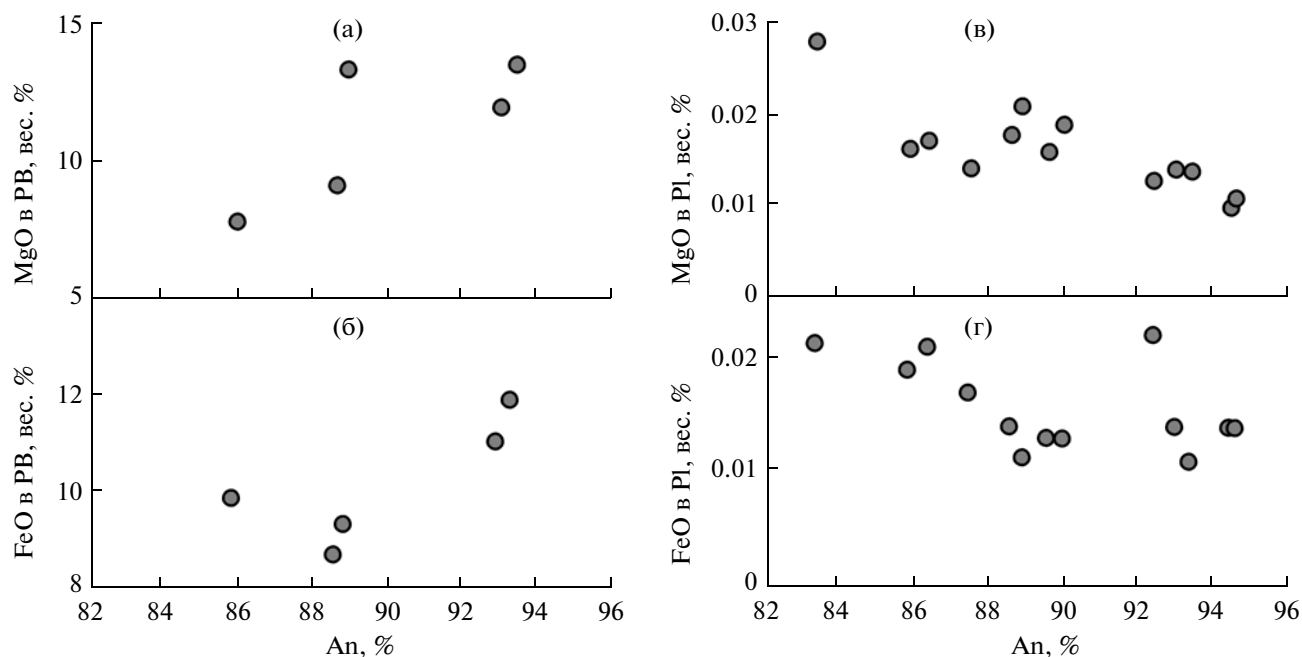 15
10
5
MgO в РВ, вес. %
(а)
12
10
8
FeO в РВ, вес. %
(б)
82 84 86 88 90 92 94 96
An, %
0.03
0.02
0.01
0
MgO в Pl, вес. %
(в)
0.02
0.01
0
FeO в Pl, вес. %
(г)
82 84 86 88 90 92 94 96
An, %